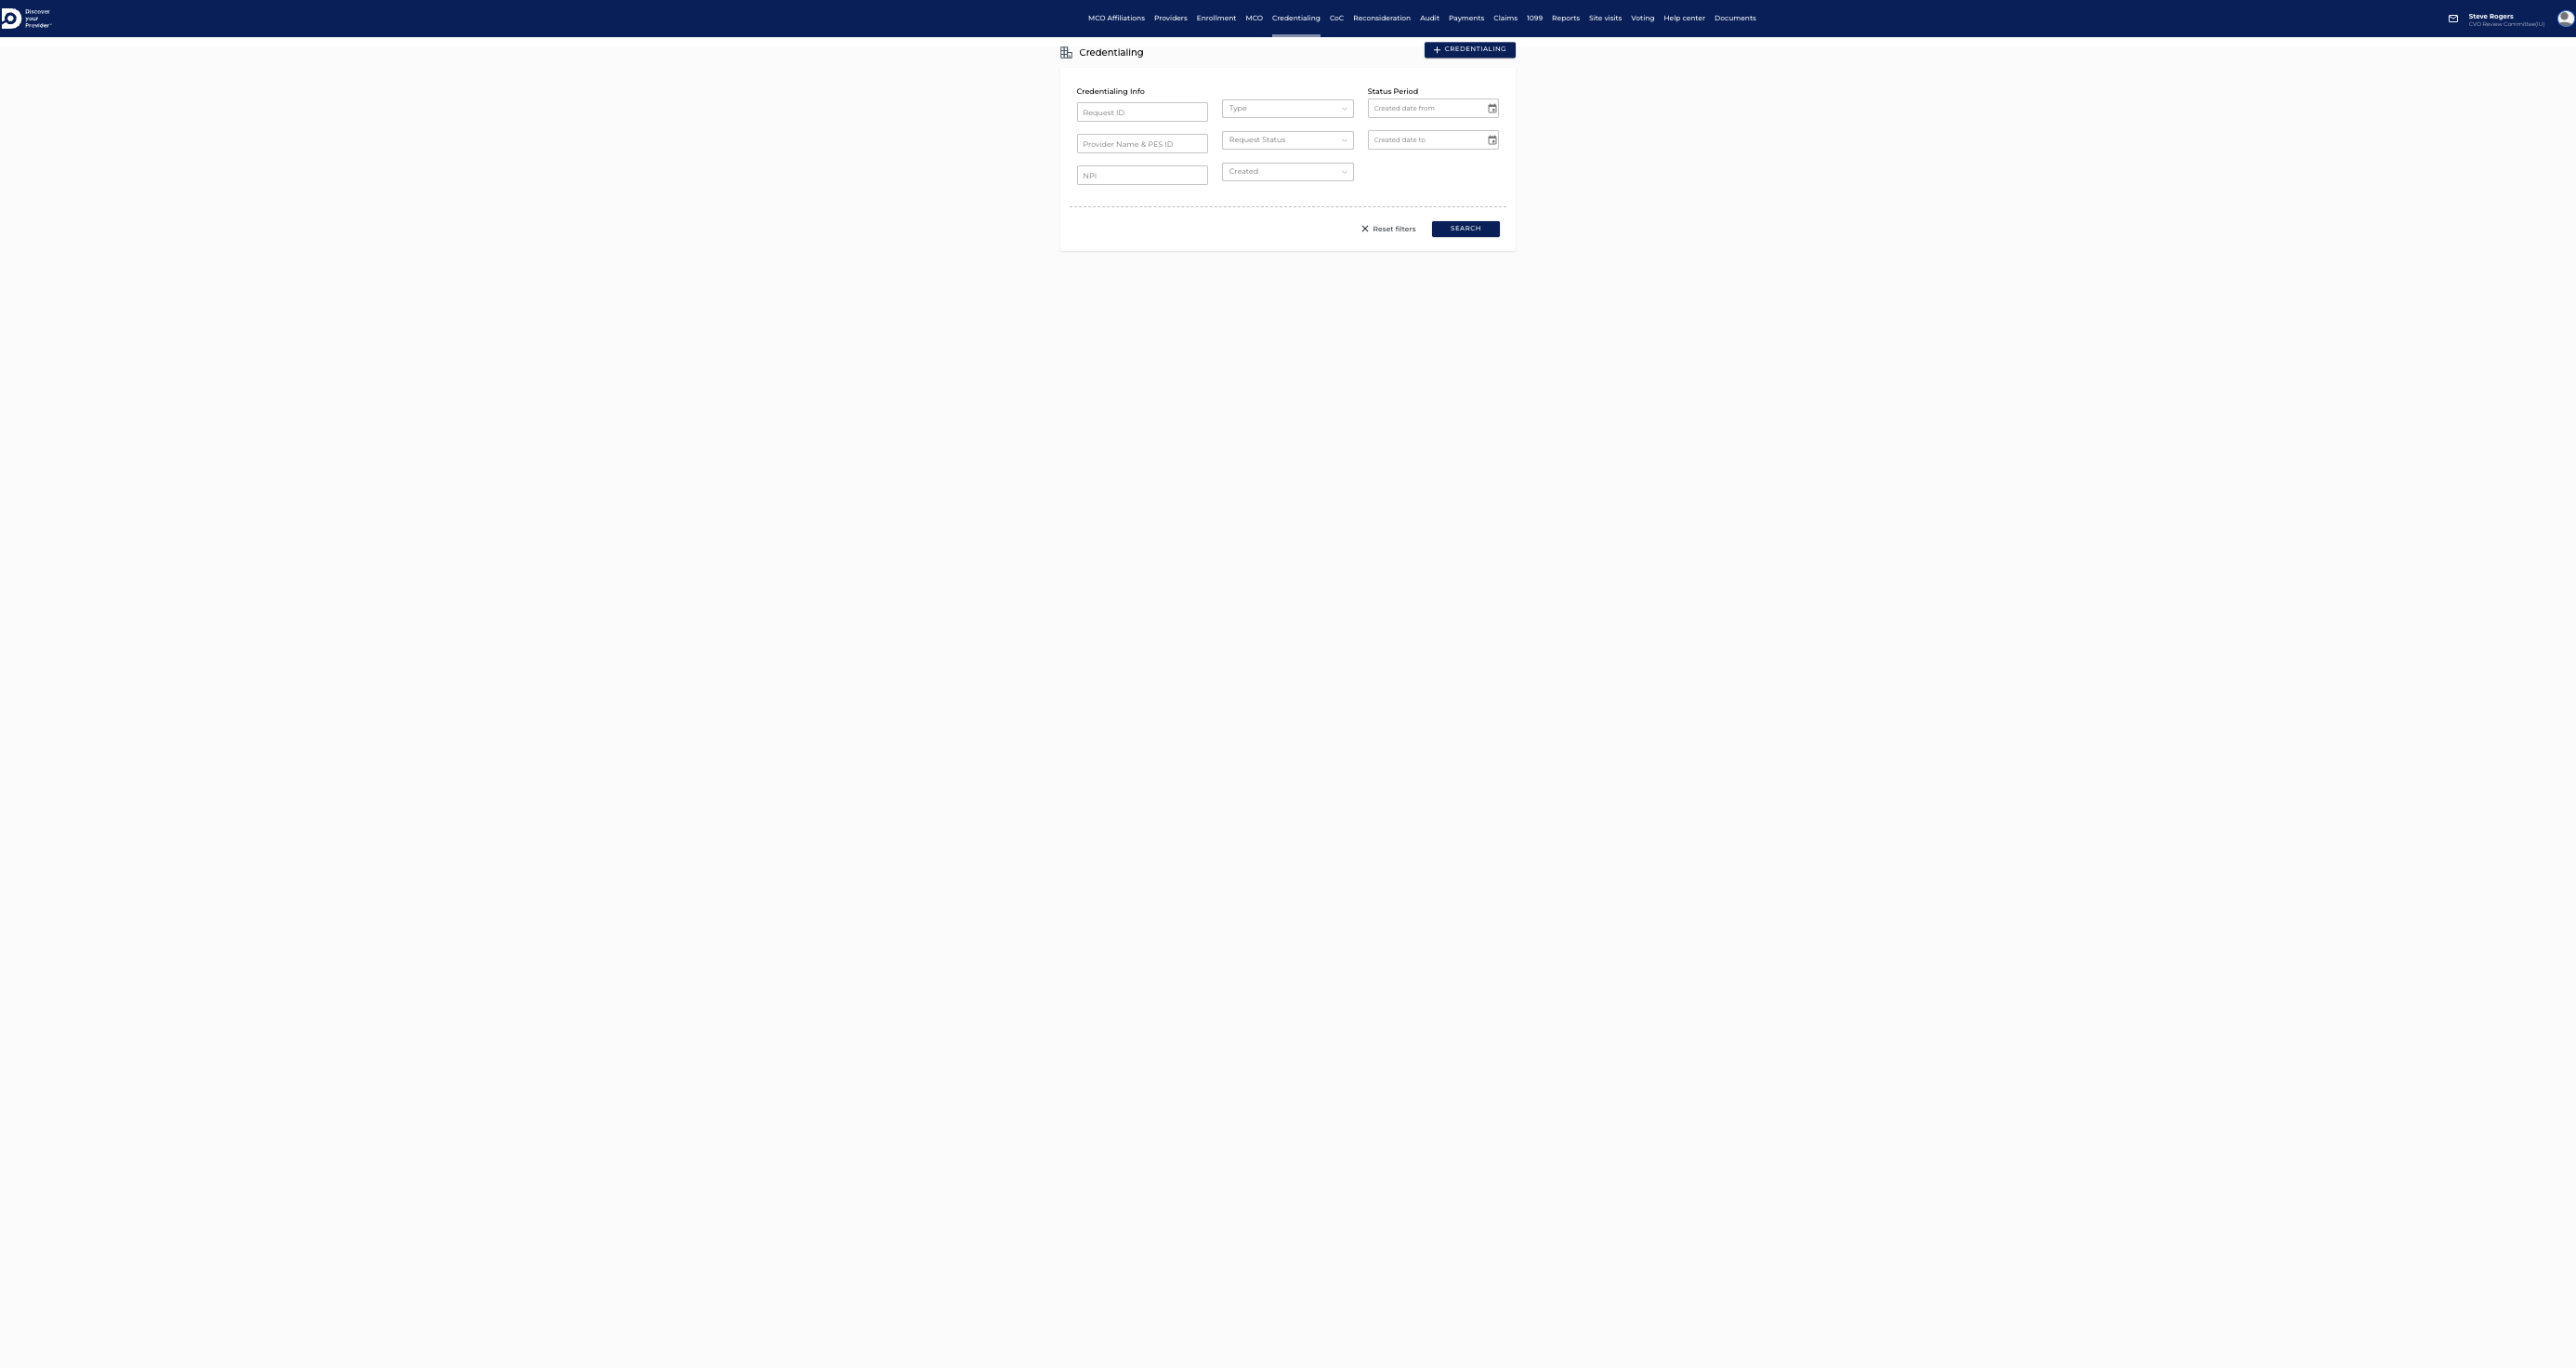 Discover
your
Provider
MCO Affiliations Providers Enrollment MCO Credentialing CoC Reconsideration Audit Payments Claims 1099 Reports Site visits Voting Help center Documents
Steve Rogers
CVO Review Committee(IU)
Credentialing
CREDENTIALING
Credentialing Info
Status Period
Request ID
Type
Created date from
Provider Name & PES ID
Request Status
Created date to
NPI
Created
Reset filters
SEARCH